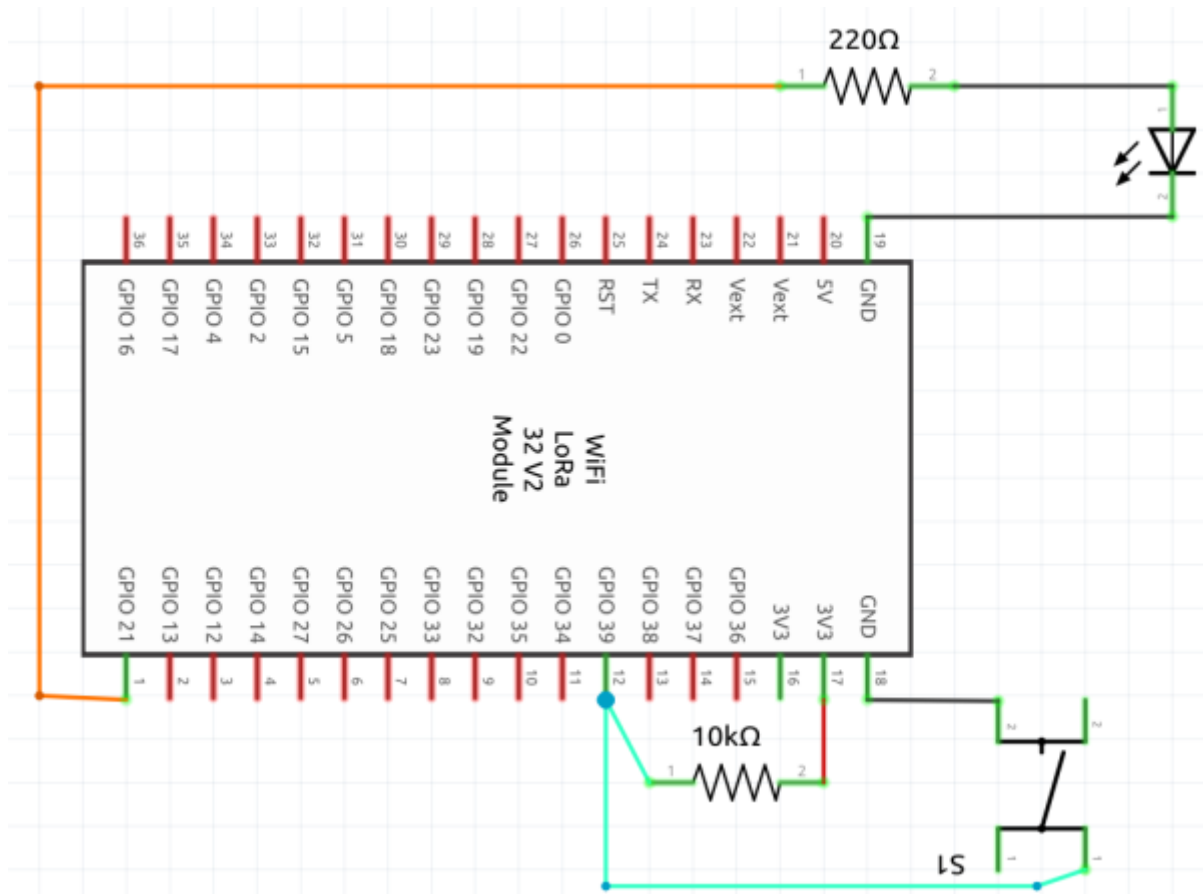 220Ω
1
2
1
2
36
35
34
33
32
31
30
29
28
27
26
25
24
23
22
21
20
19
GPIO 16
GPIO 17
GPIO 4
GPIO 2
GPIO 15
GPIO 5
GPIO 18
GPIO 23
GPIO 19
GPIO 22
GPIO 0
RST
TX
RX
Vext
Vext
5V
GND
WiFi
LoRa
32 V2
Module
GPIO 21
GPIO 13
GPIO 12
GPIO 14
GPIO 27
GPIO 26
GPIO 25
GPIO 33
GPIO 32
GPIO 35
GPIO 34
GPIO 39
GPIO 38
GPIO 37
GPIO 36
3V3
3V3
GND
1
2
3
4
5
6
7
8
9
10
11
12
13
14
15
16
17
18
10kΩ
1
2
2
2
S1
1
1